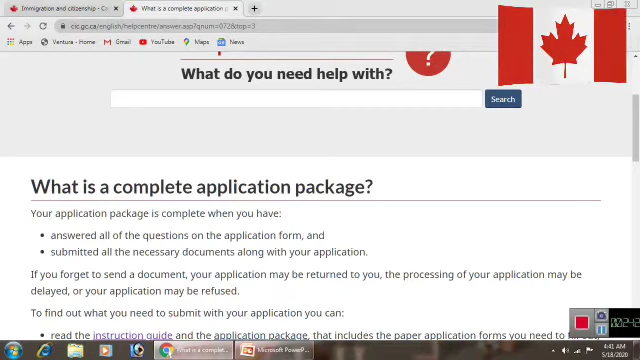 Immigration and citizenship - Ca
What is a complete application p
cic.gc.ca/english/helpcentre/answer.asp?qnum=072&top=3
Apps
Ventura - Home
Gmail
YouTube
Maps
?
What do you need help with?
Search
What is a complete application package?
Your application package is complete when you have:
• answered all of the questions on the application form, and
• submitted all the necessary documents along with your application.
If you forget to send a document, your application may be returned to you, the processing of your application may be
delayed, or your application may be refused.
To find out what you need to submit with your application you can:
• read the instruction guide and the application package, that includes the paper application forms you need to
What is a complet...
Microsoft PowerP...
4:41 AM
5/18/2020